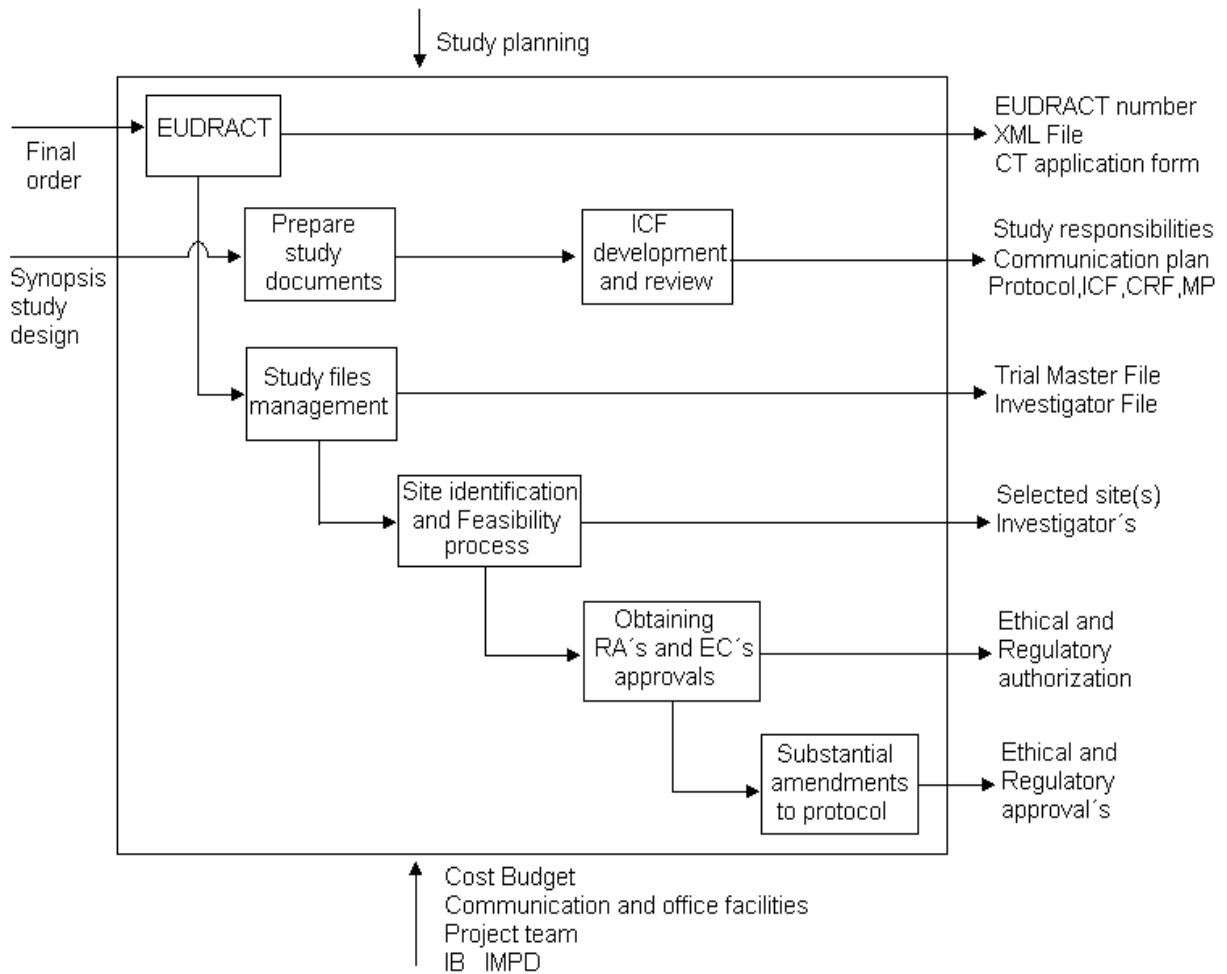 Study planning
EUDRACT
EUDRACT number
XML File
CT application form
Final
order
Prepare
study
documents
ICF
development
and review
Study responsibilities
Communication plan
Protocol,ICF,CRF,MP
Synopsis
study
design
Study files
management
Trial Master File
Investigator File
Site identification
and Feasibility
process
Selected site(s)
Investigator´s
Obtaining
RA´s and EC´s
approvals
Ethical and
Regulatory
authorization
Substantial
amendments
to protocol
Ethical and
Regulatory
approval´s
Cost Budget
Communication and office facilities
Project team
IB IMPD